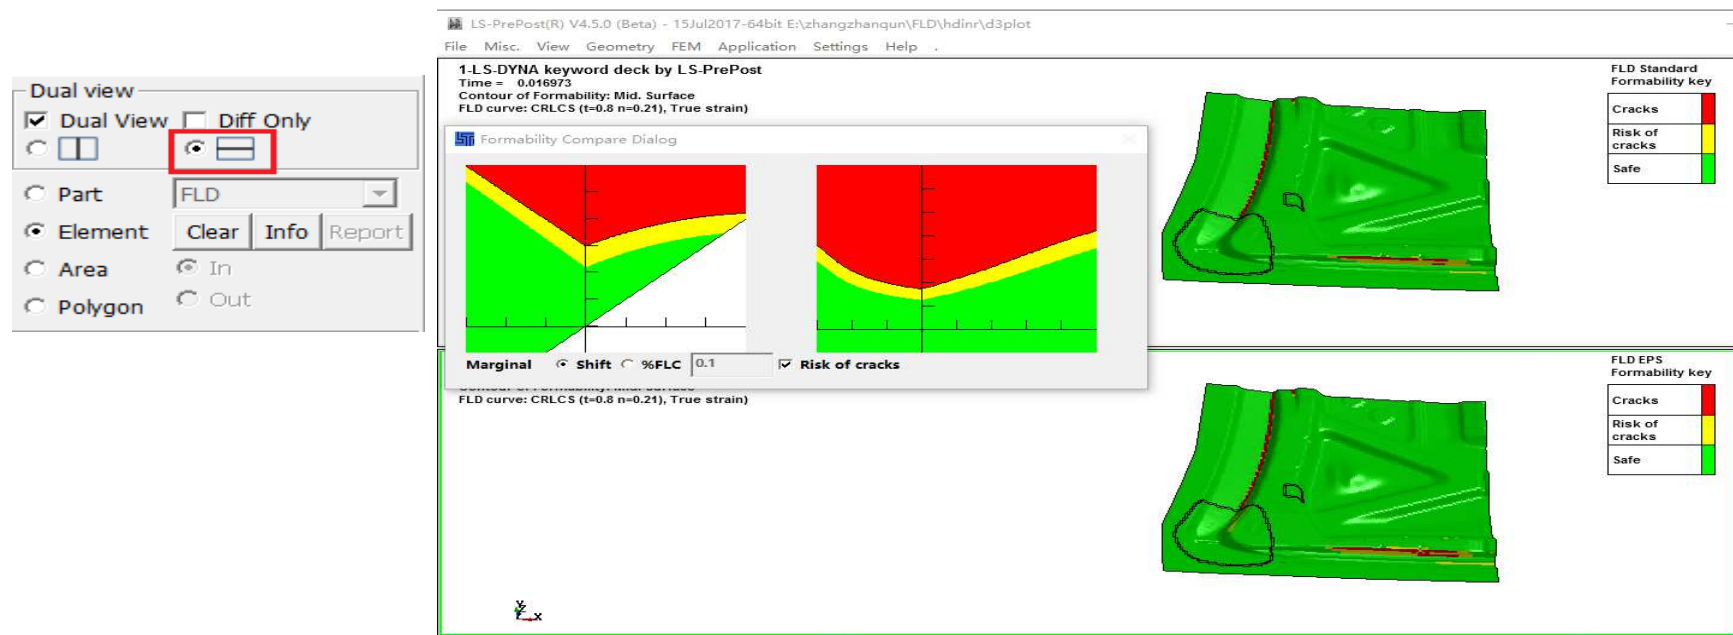 Dual view
Dual View Diff Only
Part FLD
Element Clear Info Report
Area In
Polygon Out
LS-PrePost(R) V4.5.0 (Beta) - 15Jul2017-64bit E:\zhangzhanqun\FLD\hdinr\d3plot
File Misc. View Geometry FEM Application Settings Help .
1-LS-DYNA keyword deck by LS-PrePost
Time = 0.016973
Contour of Formability: Mid. Surface
FLD curve: CRLCS (t=0.8 n=0.21), True strain)
FLD Standard
Formability key
Cracks
Risk of
cracks
Safe
Formability Compare Dialog
Marginal Shift %FLC 0.1 Risk of cracks
Contour of Formability: Mid. Surface
FLD curve: CRLCS (t=0.8 n=0.21), True strain)
FLD EPS
Formability key
Cracks
Risk of
cracks
Safe
Y
Z
X